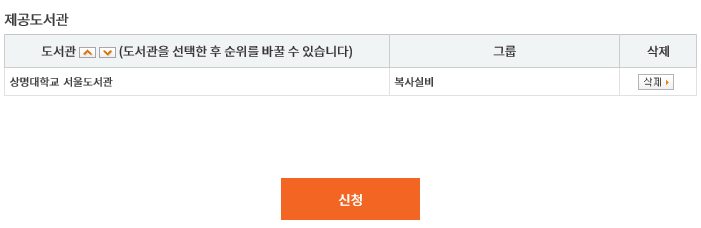 제공도서관
도서관 (도서관을 선택한 후 순위를 바꿀 수 있습니다) 그룹 삭제
상명대학교 서울도서관 복사실비 삭제
신청